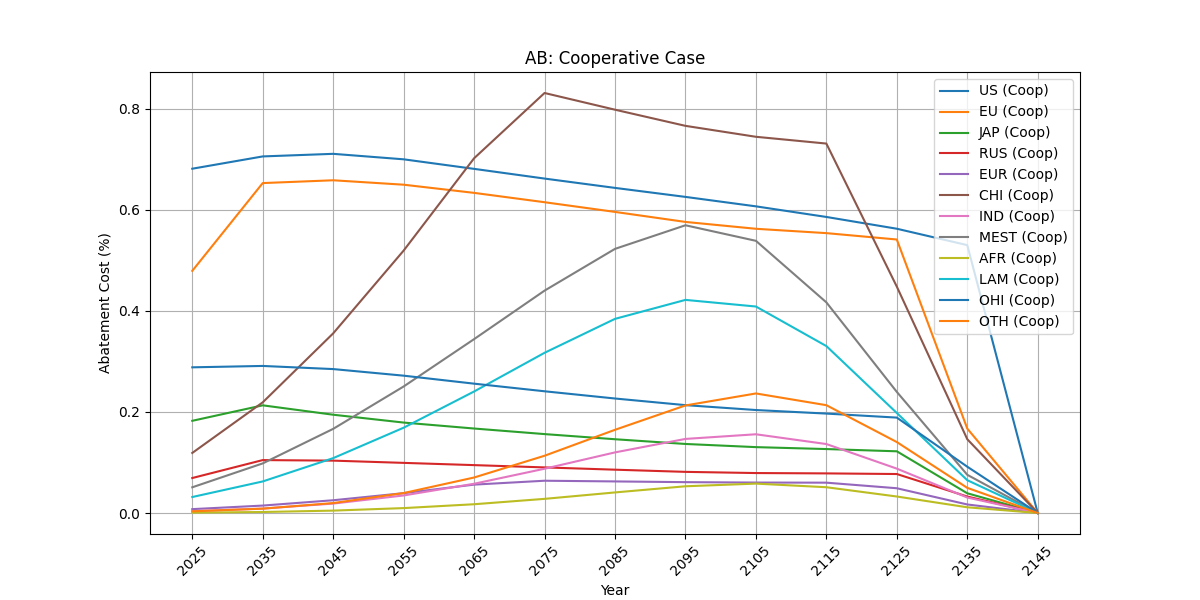 AB: Cooperative Case
Abatement Cost (%)
0.8
0.6
0.4
0.2
0.0
2025
2035
2045
2055
2065
2075
2085
2095
2105
2115
2125
2135
2145
Year
US (Coop)
EU (Coop)
JAP (Coop)
RUS (Coop)
EUR (Coop)
CHI (Coop)
IND (Coop)
MEST (Coop)
AFR (Coop)
LAM (Coop)
OHI (Coop)
OTH (Coop)